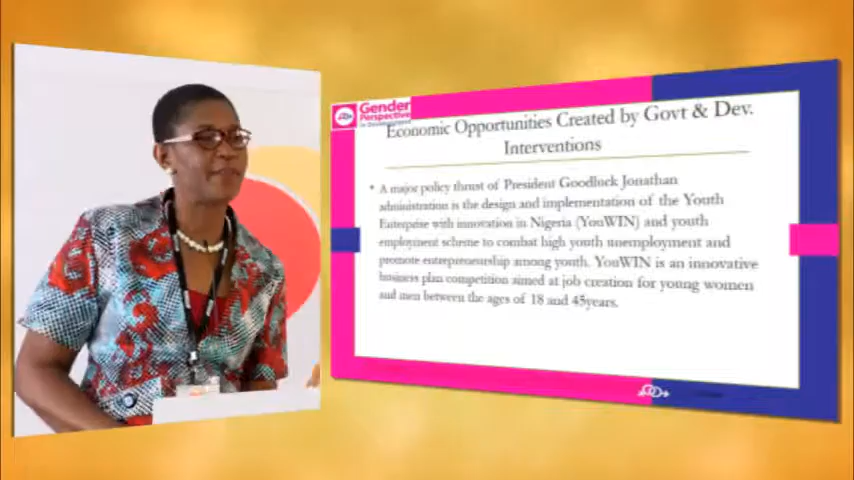 Gender
Perspective
in Development
Economic Opportunities Created by Govt & Dev.
Interventions
• A major policy thrust of President Goodluck Jonathan
administration is the design and implementation of the Youth
Enterprise with innovation in Nigeria (YouWIN) and youth
employment scheme to combat high youth unemployment and
promote entrepreneurship among youth. YouWIN is an innovative
business plan competition aimed at job creation for young women
and men between the ages of 18 and 45years.